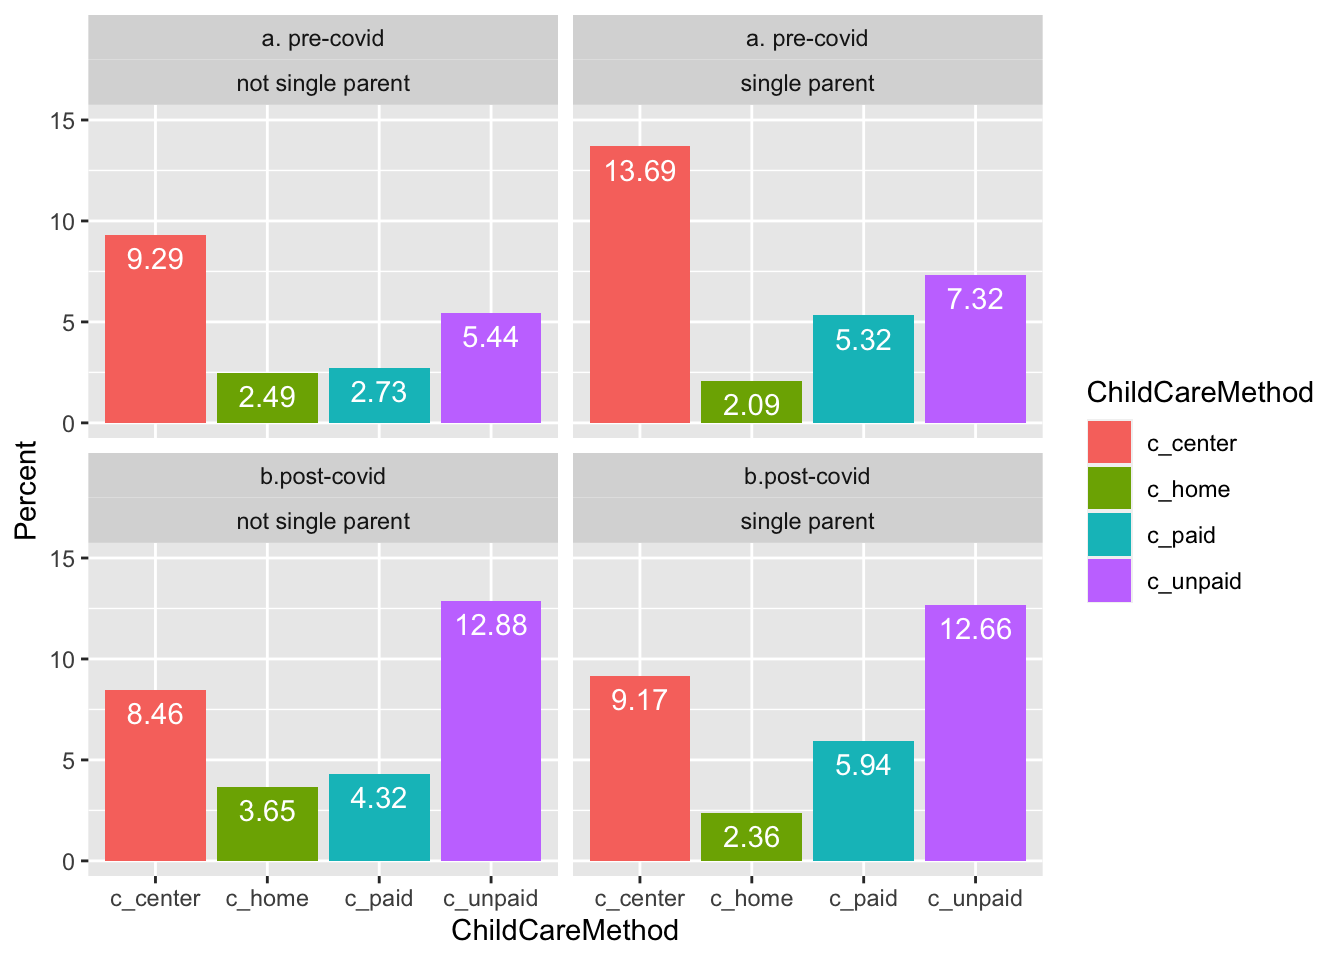 a. pre-covid
not single parent
a. pre-covid
single parent
15
10
5
0
9.29
2.49
2.73
5.44
13.69
2.09
5.32
7.32
b.post-covid
not single parent
b.post-covid
single parent
15
10
5
0
8.46
3.65
4.32
12.88
9.17
2.36
5.94
12.66
c_center c_home c_paid c_unpaid
c_center c_home c_paid c_unpaid
ChildCareMethod
Percent
ChildCareMethod
c_center
c_home
c_paid
c_unpaid